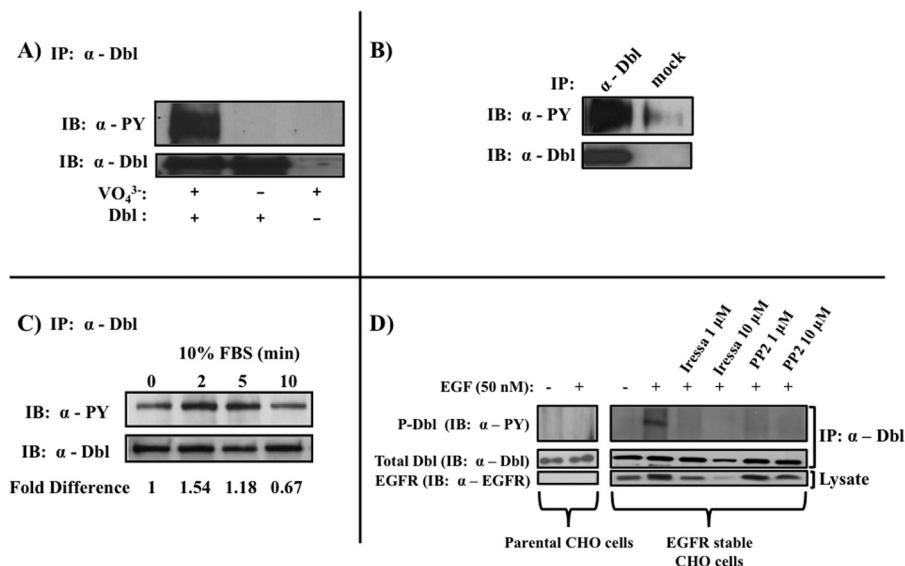 A) IP: α - Dbl
IB: α - PY
IB: α - Dbl
VO₄³⁻: + - +
Dbl : + + -
B)
IP: α - Dbl mock
IB: α - PY
IB: α - Dbl
C) IP: α - Dbl
10% FBS (min)
0 2 5 10
IB: α - PY
IB: α - Dbl
Fold Difference 1 1.54 1.18 0.67
D)
Iressa 1 µM
Iressa 10 µM
PP2 1 µM
PP2 10 µM
EGF (50 nM): - + - + + + + +
P-Dbl (IB: α – PY)
IP: α – Dbl
Total Dbl (IB: α – Dbl)
EGFR (IB: α – EGFR)
Lysate
Parental CHO cells
EGFR stable
CHO cells